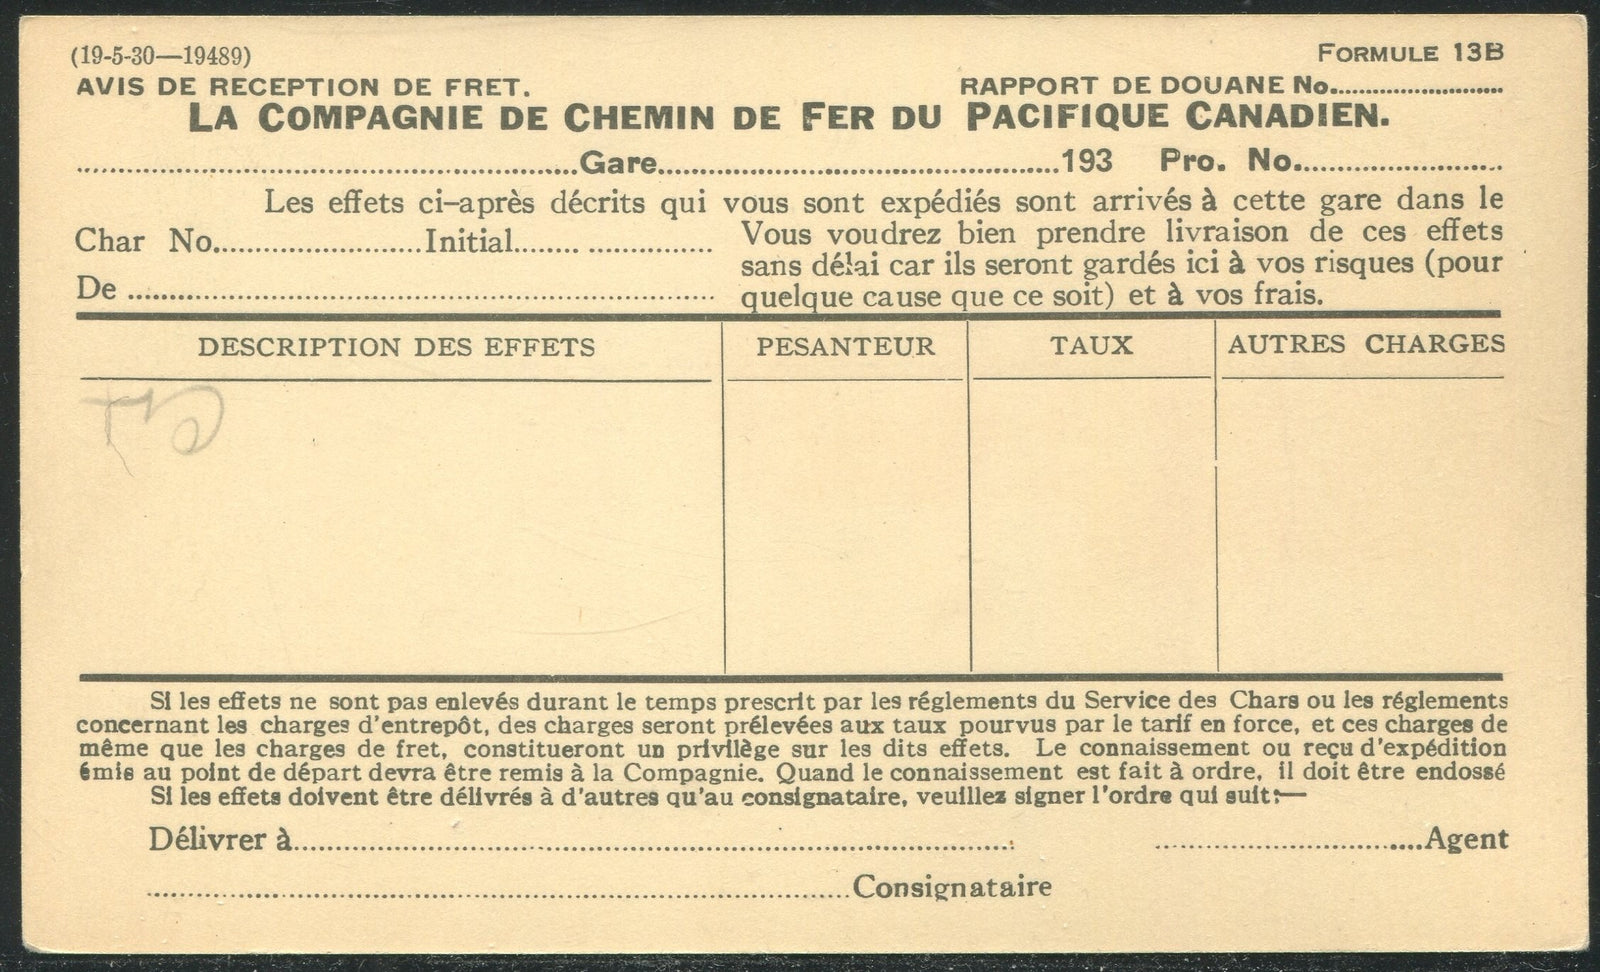 (19-5-30—19489) FORMULE 13B
AVIS DE RECEPTION DE FRET. RAPPORT DE DOUANE No..........................
LA COMPAGNIE DE CHEMIN DE FER DU PACIFIQUE CANADIEN.
..........................................................Gare..............................................193 Pro. No........................
Les effets ci-après décrits qui vous sont expédiés sont arrivés à cette gare dans le
Char No........................Initial........ ............... Vous voudrez bien prendre livraison de ces effets
sans délai car ils seront gardés ici à vos risques (pour
De .................................................................... quelque cause que ce soit) et à vos frais.
DESCRIPTION DES EFFETS PESANTEUR TAUX AUTRES CHARGES
Si les effets ne sont pas enlevés durant le temps prescrit par les réglements du Service des Chars ou les réglements
concernant les charges d'entrepôt, des charges seront prélevées aux taux pourvus par le tarif en force, et ces charges de
même que les charges de fret, constitueront un privilège sur les dits effets. Le connaissement ou reçu d'expédition
émis au point de départ devra être remis à la Compagnie. Quand le connaissement est fait à ordre, il doit être endossé
Si les effets doivent être délivrés à d'autres qu'au consignataire, veuillez signer l'ordre qui suit:—
Délivrer à.................................................................................... ...............................Agent
..................................................................................Consignataire